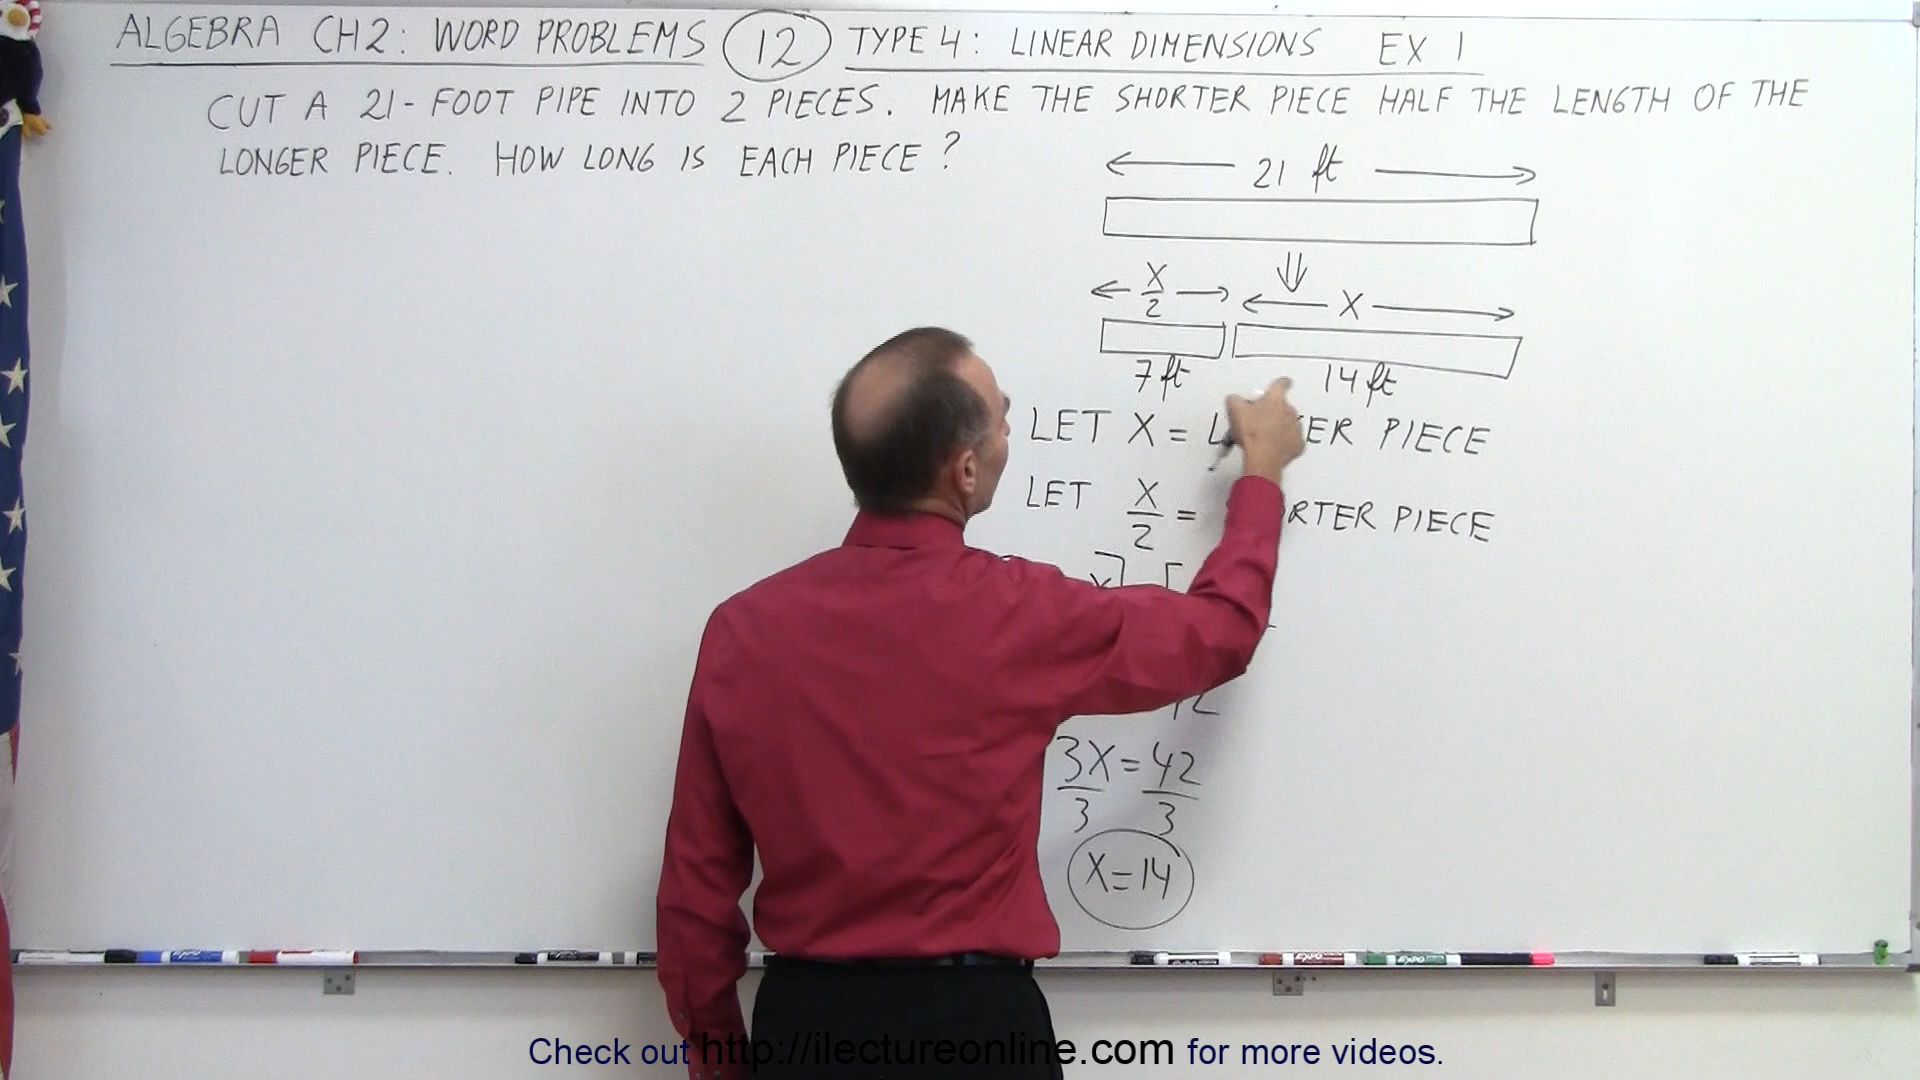 ALGEBRA CH2: WORD PROBLEMS 12 TYPE 4: LINEAR DIMENSIONS EX 1
CUT A 21-FOOT PIPE INTO 2 PIECES. MAKE THE SHORTER PIECE HALF THE LENGTH OF THE
LONGER PIECE. HOW LONG IS EACH PIECE?
21 ft
X/2 X
7 ft 14 ft
LET X = PIECE
LET X/2 = PIECE
3X = 42
3 3
X = 14
EXPO
Check out http://ilectureonline.com for more videos.